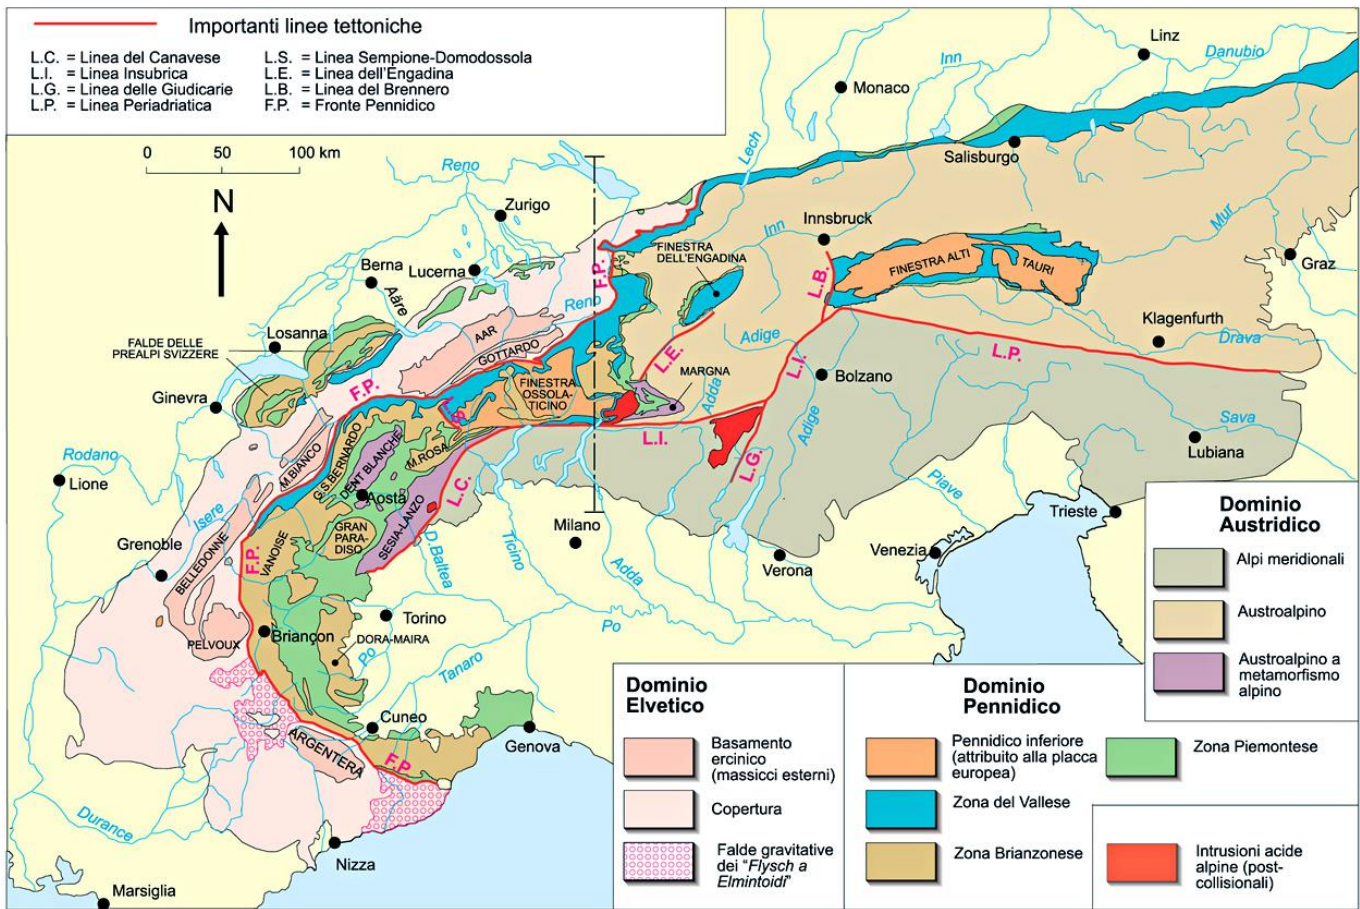 Importanti linee tettoniche
L.C. = Linea del Canavese
L.I. = Linea Insubrica
L.G. = Linea delle Giudicarie
L.P. = Linea Periadriatica
L.S. = Linea Sempione-Domodossola
L.E. = Linea dell'Engadina
L.B. = Linea del Brennero
F.P. = Fronte Pennidico
0 50 100 km
N
Linz
Danubio
Inn
Monaco
Lech
Salisburgo
Reno
Zurigo
Innsbruck
Inn
Mur
Graz
FINESTRA
DELL'ENGADINA
FINESTRA ALTI
TAURI
Berna
Lucerna
Aäre
F.P.
L.B.
Reno
Losanna
AAR
GOTTARDO
Adige
Klagenfurth
Drava
FALDE DELLE
PREALPI SVIZZERE
L.E.
L.I.
L.P.
MARGNA
Bolzano
F.P.
FINESTRA
OSSOLA-
TICINO
Adda
Ginevra
L.S.
Adige
Sava
L.I.
Lubiana
M.BIANCO
G.S.BERNARDO
DENT BLANCHE
M.ROSA
L.G.
Rodano
Lione
Aosta
L.C.
Piave
Isere
Trieste
GRAN
PARA-
DISO
SESIA-LANZO
Milano
Grenoble
BELLEDONNE
F.P.
VANOISE
D.Baltea
Ticino
Adda
Verona
Venezia
Torino
Po
Briançon
DORA-MAIRA
PELVOUX
Po
Tanaro
Cuneo
Genova
ARGENTERA
F.P
Durance
Nizza
Marsiglia
Dominio
Austridico
Alpi meridionali
Austroalpino
Austroalpino a
metamorfismo
alpino
Dominio
Elvetico
Basamento
ercinico
(massicci esterni)
Copertura
Falde gravitative
dei "Flysch a
Elmintoidi"
Dominio
Pennidico
Pennidico inferiore
(attribuito alla placca
europea)
Zona del Vallese
Zona Brianzonese
Zona Piemontese
Intrusioni acide
alpine (post-
collisionali)